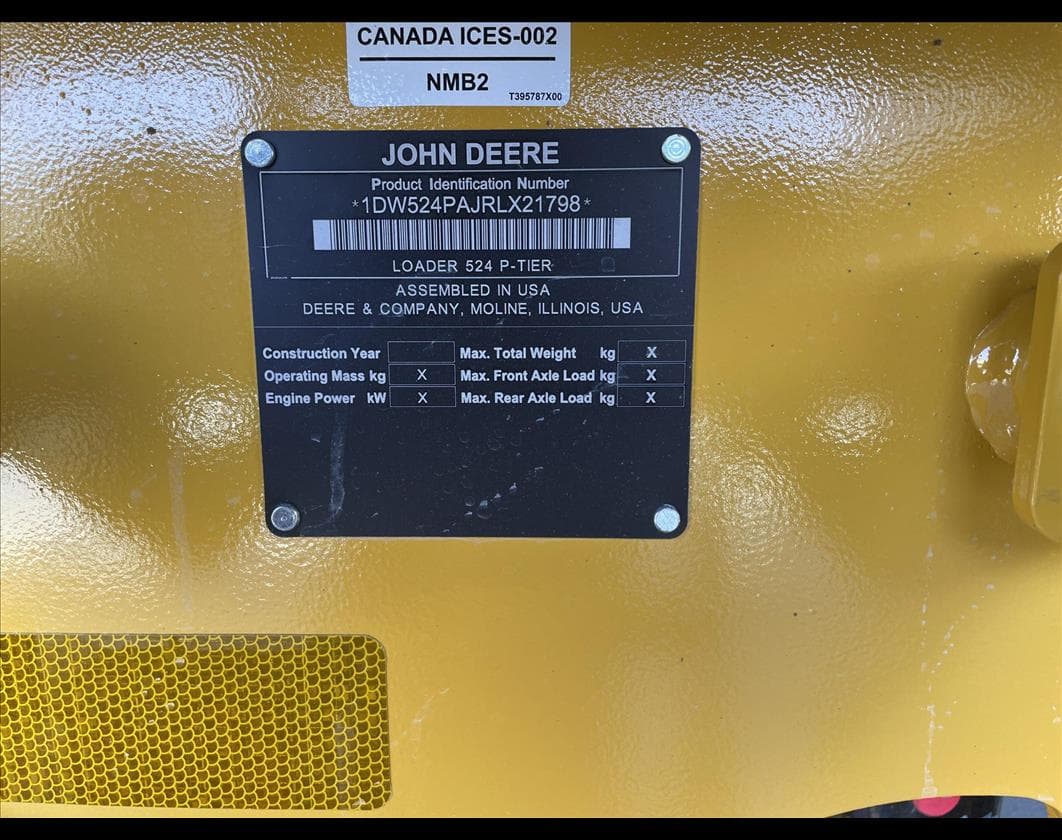 CANADA ICES-002
NMB2
T395787X00
JOHN DEERE
Product Identification Number
*1DW524PAJRLX21798*
LOADER 524 P-TIER
ASSEMBLED IN USA
DEERE & COMPANY, MOLINE, ILLINOIS, USA
Construction Year Max. Total Weight kg X
Operating Mass kg X Max. Front Axle Load kg X
Engine Power kW X Max. Rear Axle Load kg X